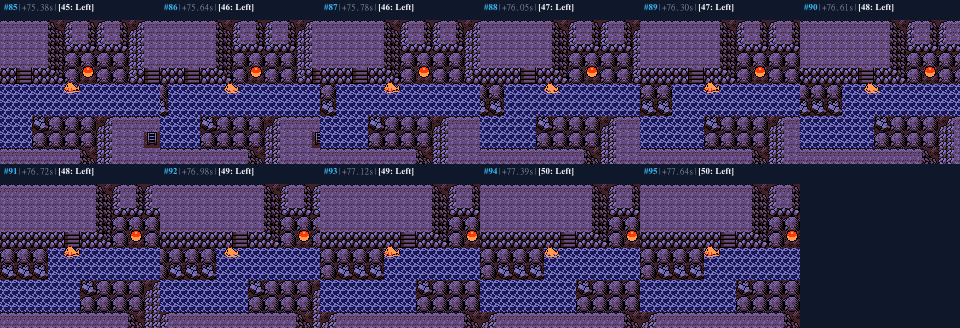 #85|+75.38s|[45: Left]
#86|+75.64s|[46: Left]
#87|+75.78s|[46: Left]
#88|+76.05s|[47: Left]
#89|+76.30s|[47: Left]
#90|+76.61s|[48: Left]
#91|+76.72s|[48: Left]
#92|+76.98s|[49: Left]
#93|+77.12s|[49: Left]
#94|+77.39s|[50: Left]
#95|+77.64s|[50: Left]